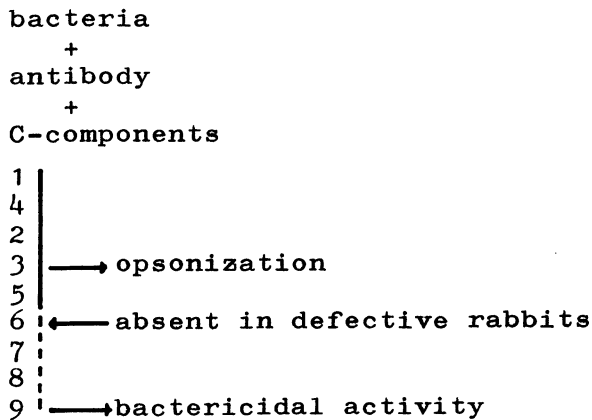 bacteria
+
antibody
+
C-components
1
4
2
3 → opsonization
5
6 ← absent in defective rabbits
7
8
9 → bactericidal activity